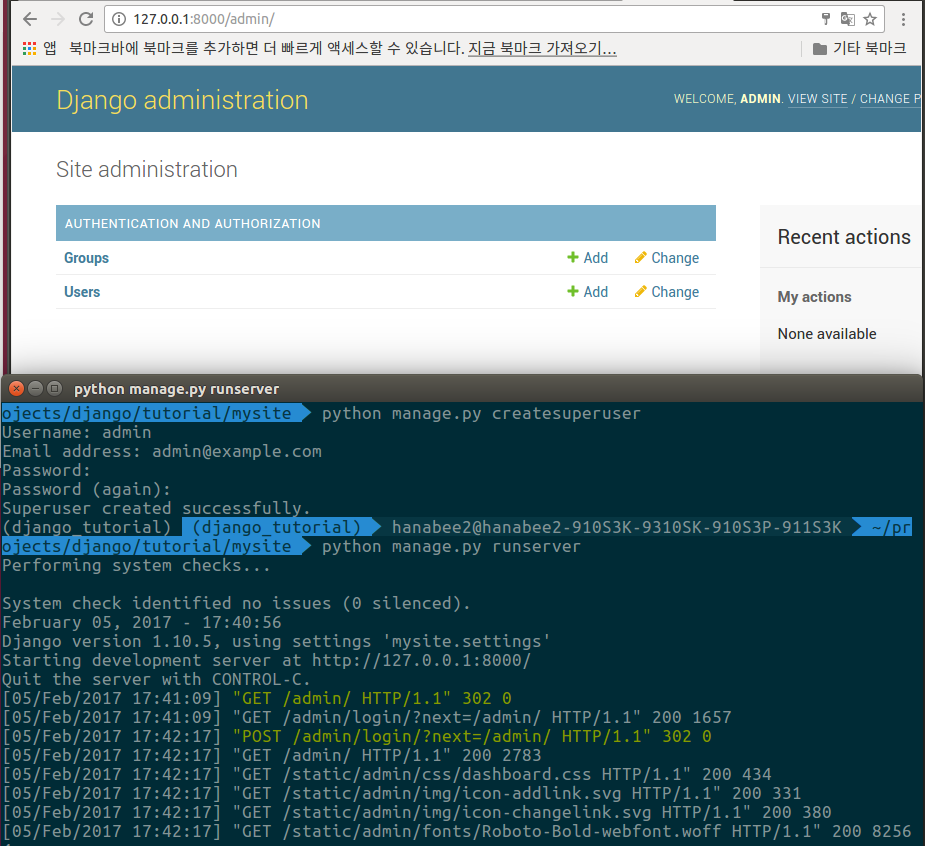 127.0.0.1:8000/admin/
앱 북마크바에 북마크를 추가하면 더 빠르게 액세스할 수 있습니다. 지금 북마크 가져오기... 기타 북마크
Django administration WELCOME, ADMIN. VIEW SITE / CHANGE P
Site administration
AUTHENTICATION AND AUTHORIZATION
Groups Add Change
Users Add Change
Recent actions
My actions
None available
python manage.py runserver
ojects/django/tutorial/mysite python manage.py createsuperuser
Username: admin
Email address: admin@example.com
Password:
Password (again):
Superuser created successfully.
(django_tutorial) (django_tutorial) hanabee2@hanabee2-910S3K-9310SK-910S3P-911S3K ~/pr
ojects/django/tutorial/mysite python manage.py runserver
Performing system checks...
System check identified no issues (0 silenced).
February 05, 2017 - 17:40:56
Django version 1.10.5, using settings 'mysite.settings'
Starting development server at http://127.0.0.1:8000/
Quit the server with CONTROL-C.
[05/Feb/2017 17:41:09] "GET /admin/ HTTP/1.1" 302 0
[05/Feb/2017 17:41:09] "GET /admin/login/?next=/admin/ HTTP/1.1" 200 1657
[05/Feb/2017 17:42:17] "POST /admin/login/?next=/admin/ HTTP/1.1" 302 0
[05/Feb/2017 17:42:17] "GET /admin/ HTTP/1.1" 200 2783
[05/Feb/2017 17:42:17] "GET /static/admin/css/dashboard.css HTTP/1.1" 200 434
[05/Feb/2017 17:42:17] "GET /static/admin/img/icon-addlink.svg HTTP/1.1" 200 331
[05/Feb/2017 17:42:17] "GET /static/admin/img/icon-changelink.svg HTTP/1.1" 200 380
[05/Feb/2017 17:42:17] "GET /static/admin/fonts/Roboto-Bold-webfont.woff HTTP/1.1" 200 8256